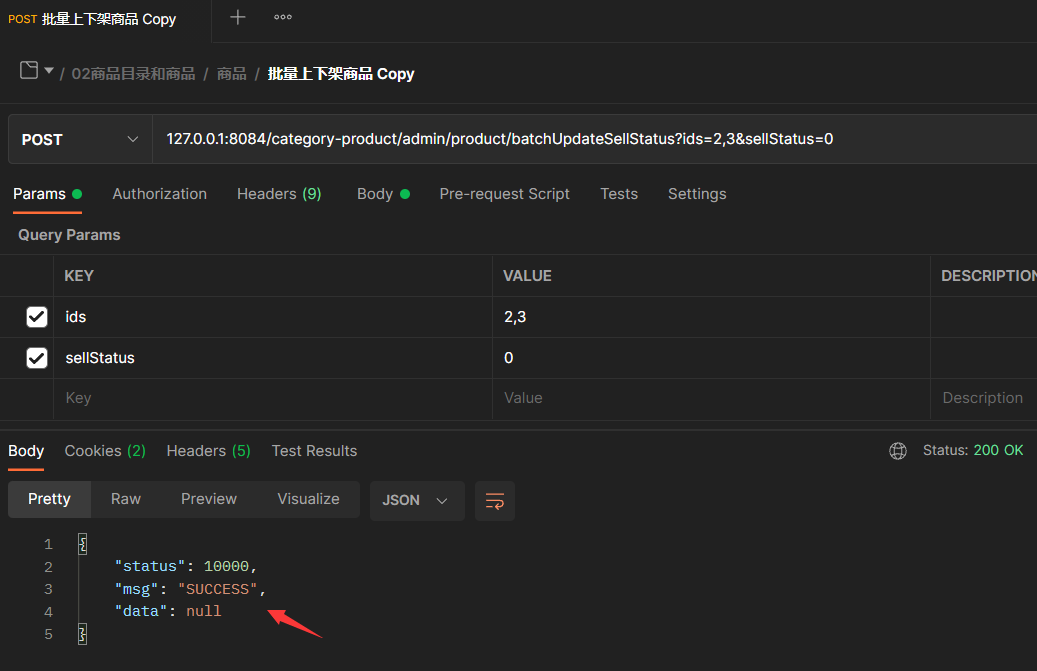 POST 批量上下架商品 Copy
/ 02商品目录和商品 / 商品 / 批量上下架商品 Copy
POST 127.0.0.1:8084/category-product/admin/product/batchUpdateSellStatus?ids=2,3&sellStatus=0
Params Authorization Headers (9) Body Pre-request Script Tests Settings
Query Params
KEY VALUE DESCRIPTION
ids 2,3
sellStatus 0
Key Value Description
Body Cookies (2) Headers (5) Test Results Status: 200 OK
Pretty Raw Preview Visualize JSON
1 {
2 "status": 10000,
3 "msg": "SUCCESS",
4 "data": null
5 }